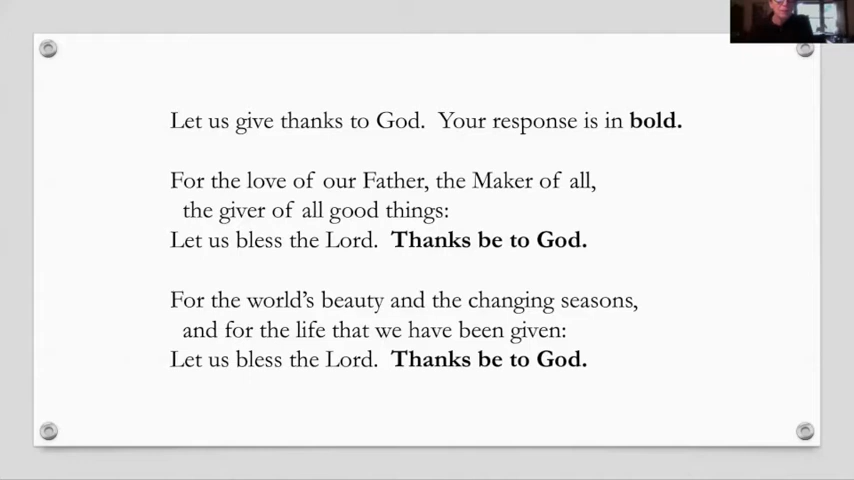 Let us give thanks to God. Your response is in bold.
For the love of our Father, the Maker of all,
the giver of all good things:
Let us bless the Lord. Thanks be to God.
For the world’s beauty and the changing seasons,
and for the life that we have been given:
Let us bless the Lord. Thanks be to God.